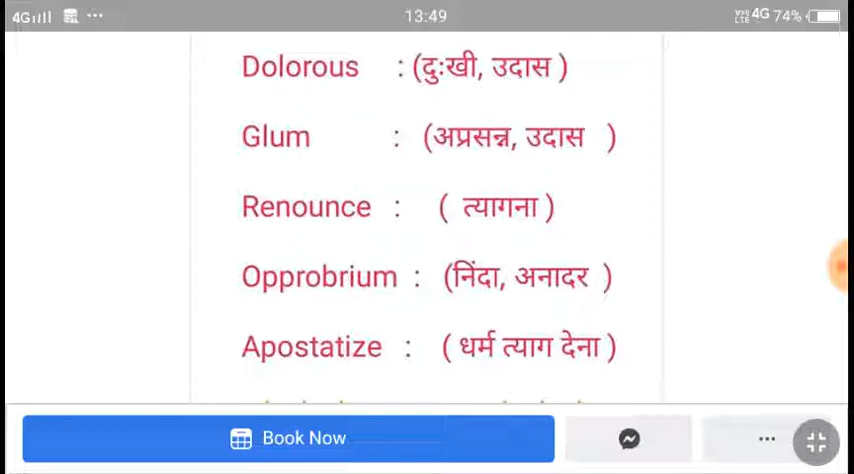 4G 13:49 VoLTE 4G 74%
Dolorous : (दुःखी, उदास )
Glum : (अप्रसन्न, उदास )
Renounce : ( त्यागना )
Opprobrium : (निंदा, अनादर )
Apostatize : ( धर्म त्याग देना )
Book Now